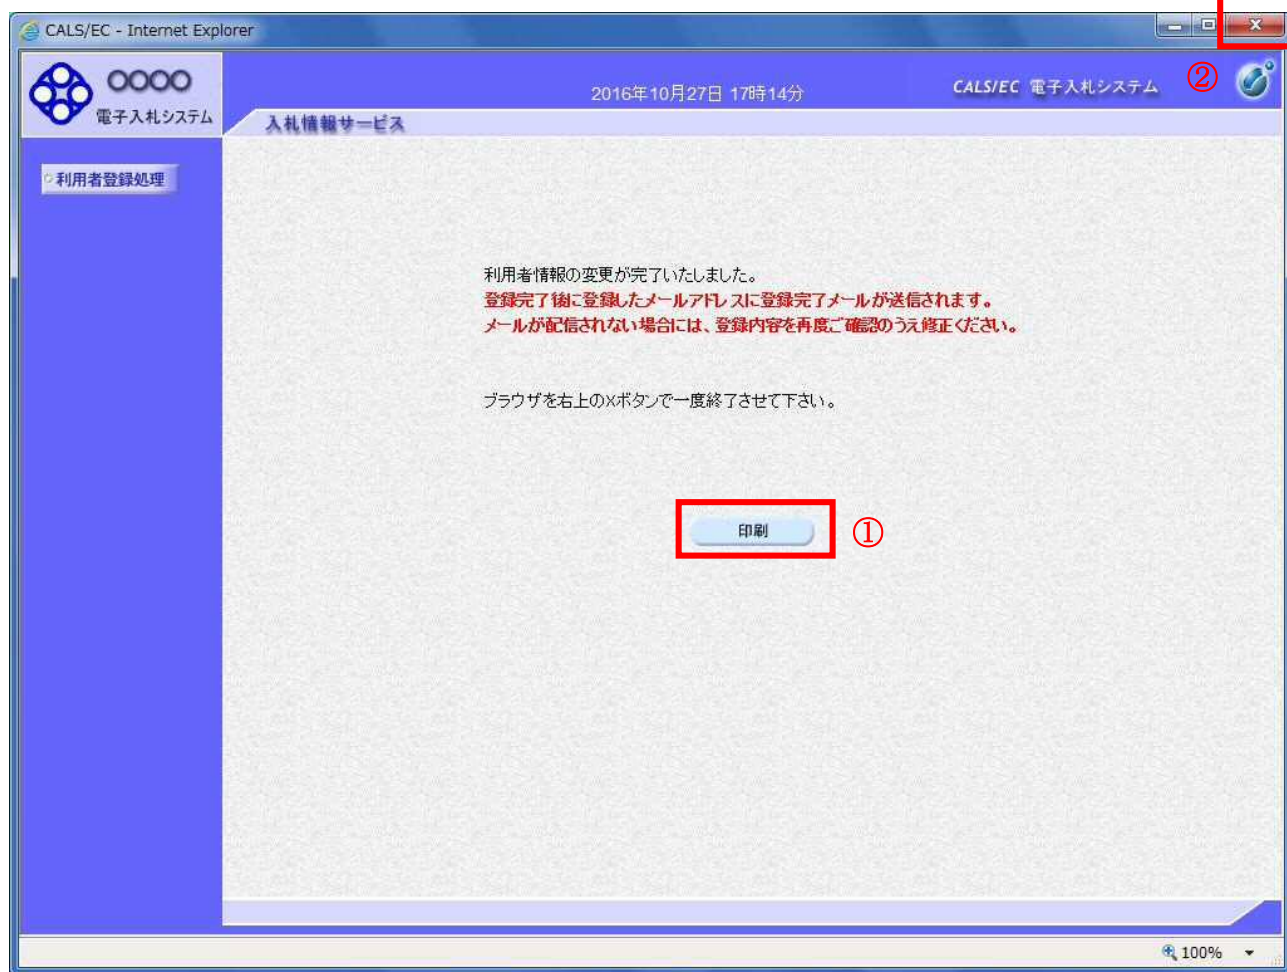 CALS/EC - Internet Explorer
〇〇〇〇
電子入札システム
2016年10月27日 17時14分
CALS/EC 電子入札システム
②
入札情報サービス
利用者登録処理
利用者情報の変更が完了いたしました。
登録完了後に登録したメールアドレスに登録完了メールが送信されます。
メールが配信されない場合には、登録内容を再度ご確認のうえ修正ください。
ブラウザを右上の×ボタンで一度終了させて下さい。
印刷
①
100%